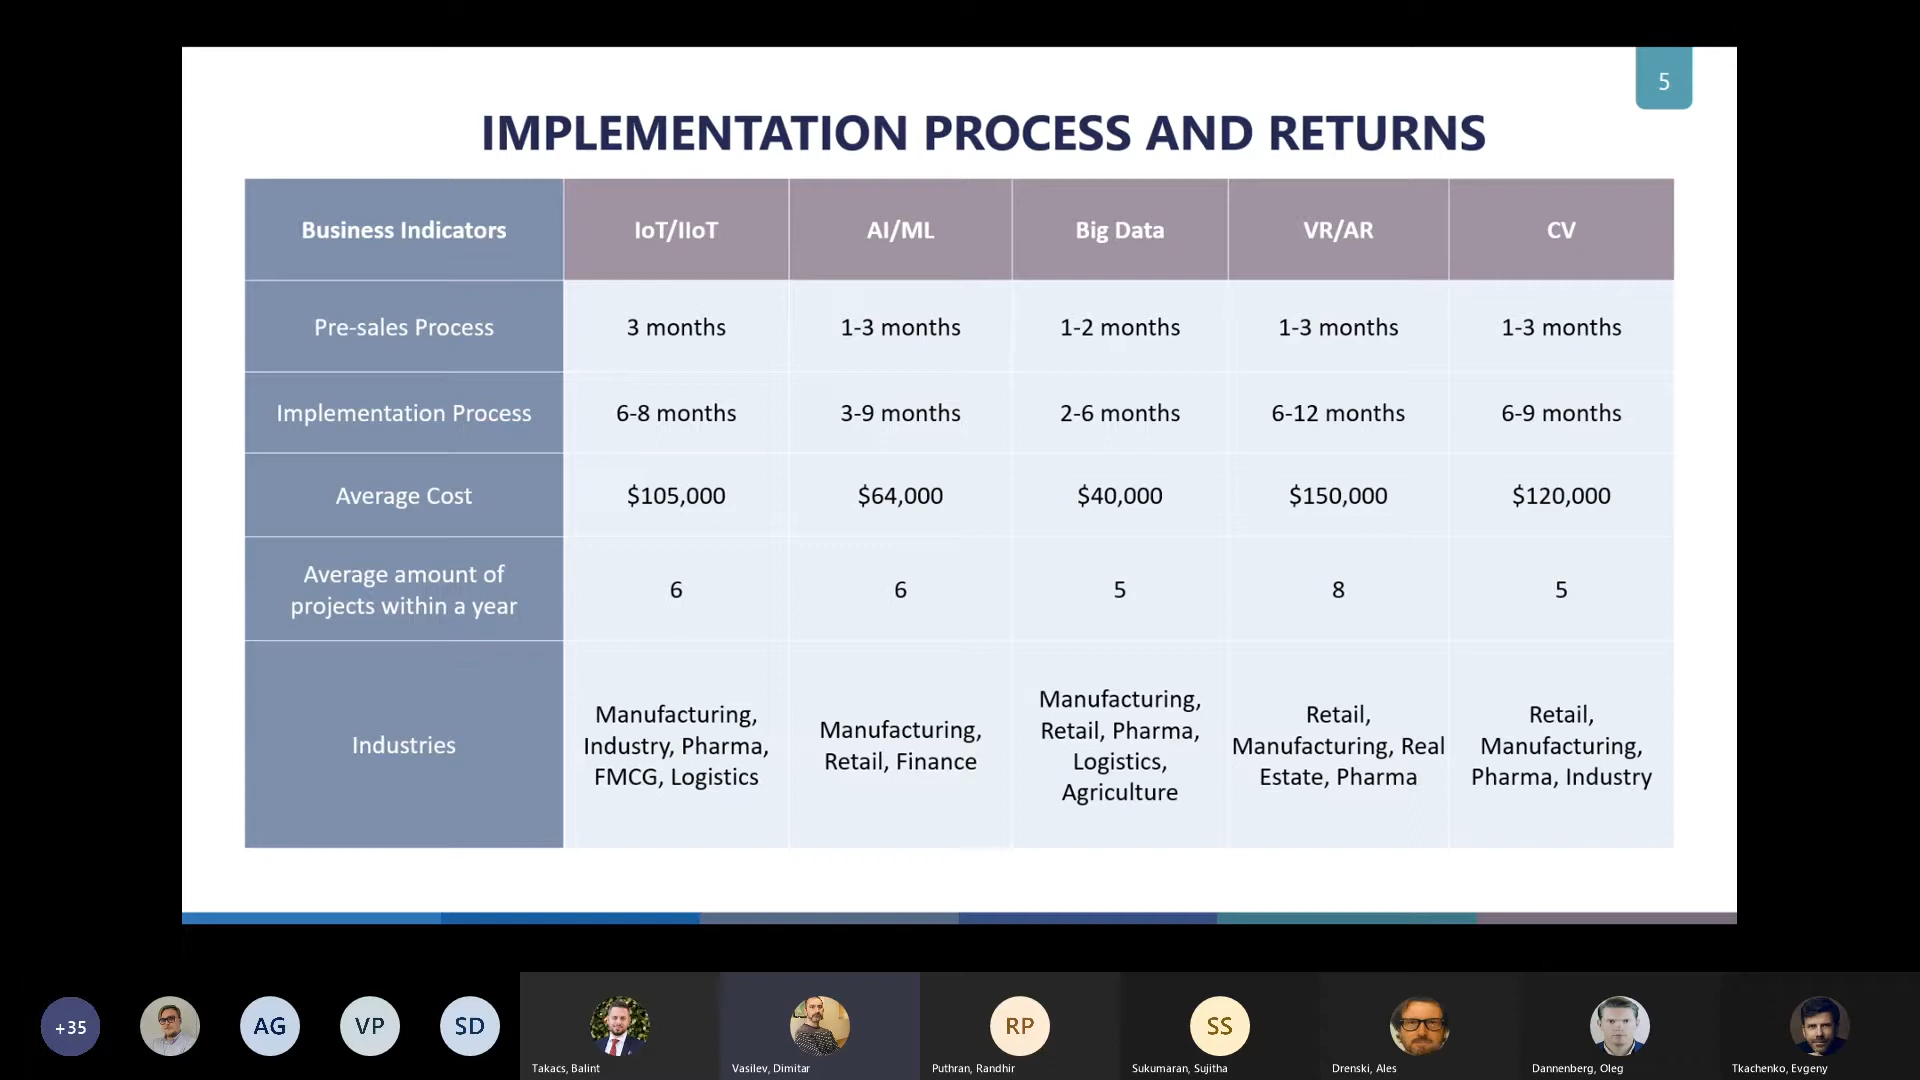 5
IMPLEMENTATION PROCESS AND RETURNS
Business Indicators IoT/IIoT AI/ML Big Data VR/AR CV
Pre-sales Process 3 months 1-3 months 1-2 months 1-3 months 1-3 months
Implementation Process 6-8 months 3-9 months 2-6 months 6-12 months 6-9 months
Average Cost $105,000 $64,000 $40,000 $150,000 $120,000
Average amount of
projects within a year
6 6 5 8 5
Industries
Manufacturing,
Industry, Pharma,
FMCG, Logistics
Manufacturing,
Retail, Finance
Manufacturing,
Retail, Pharma,
Logistics,
Agriculture
Retail,
Manufacturing, Real
Estate, Pharma
Retail,
Manufacturing,
Pharma, Industry
+35 AG VP SD RP SS
Takacs, Balint Vasilev, Dimitar Puthran, Randhir Sukumaran, Sujitha Drenski, Ales Dannenberg, Oleg Tkachenko, Evgeny